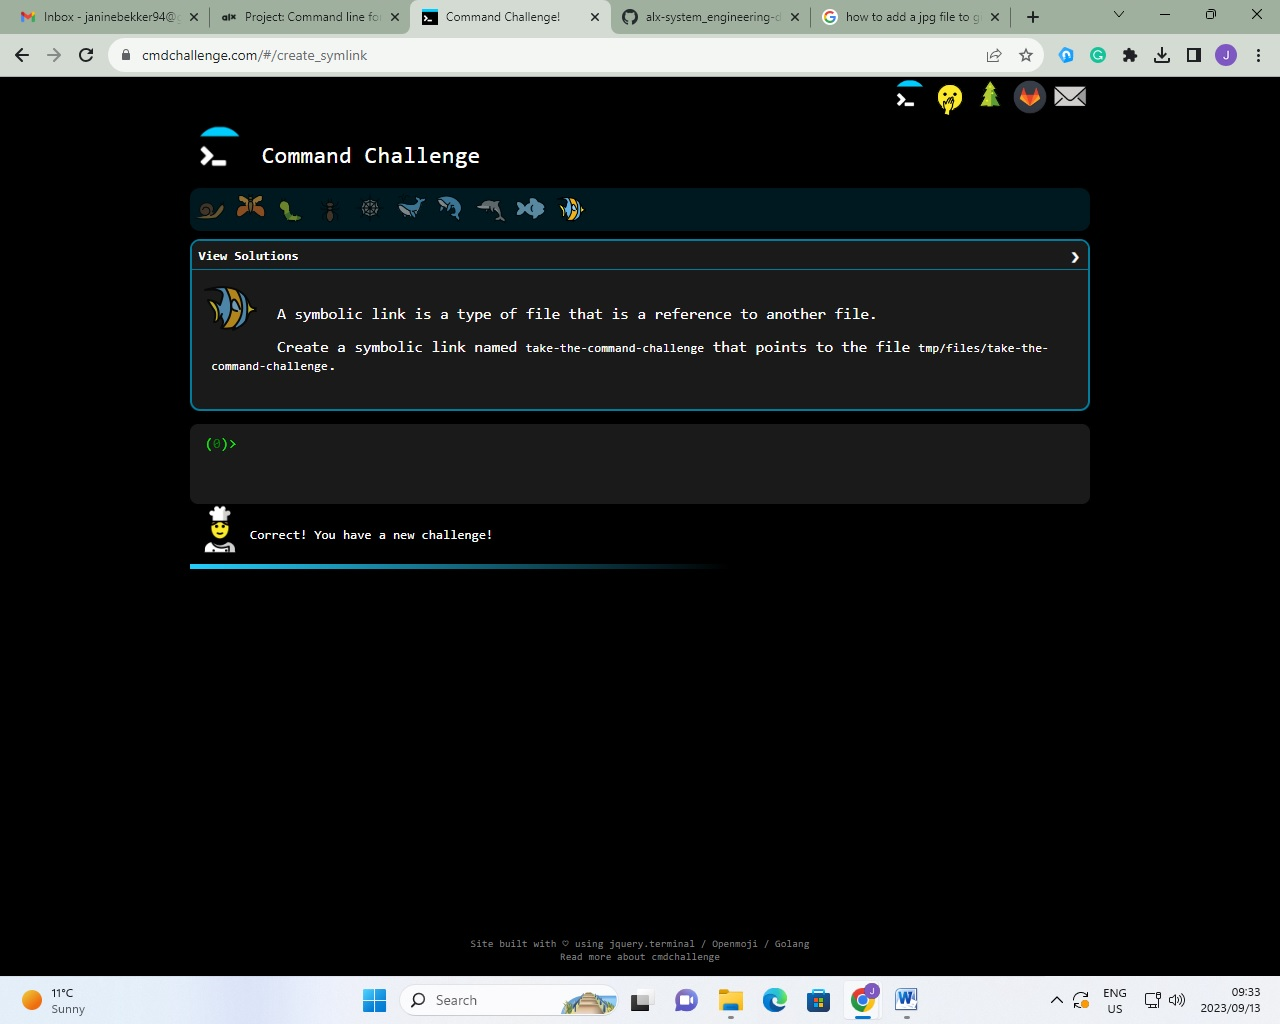 Inbox - janinebekker94@g
alx Project: Command line for
Command Challenge!
alx-system_engineering-d
how to add a jpg file to gi
cmdchallenge.com/#/create_symlink
J
Command Challenge
View Solutions
A symbolic link is a type of file that is a reference to another file.
Create a symbolic link named take-the-command-challenge that points to the file tmp/files/take-the-
command-challenge.
(0)>
Correct! You have a new challenge!
Site built with ♡ using jquery.terminal / Openmoji / Golang
Read more about cmdchallenge
11°C
Sunny
Search
J
W
ENG
US
09:33
2023/09/13